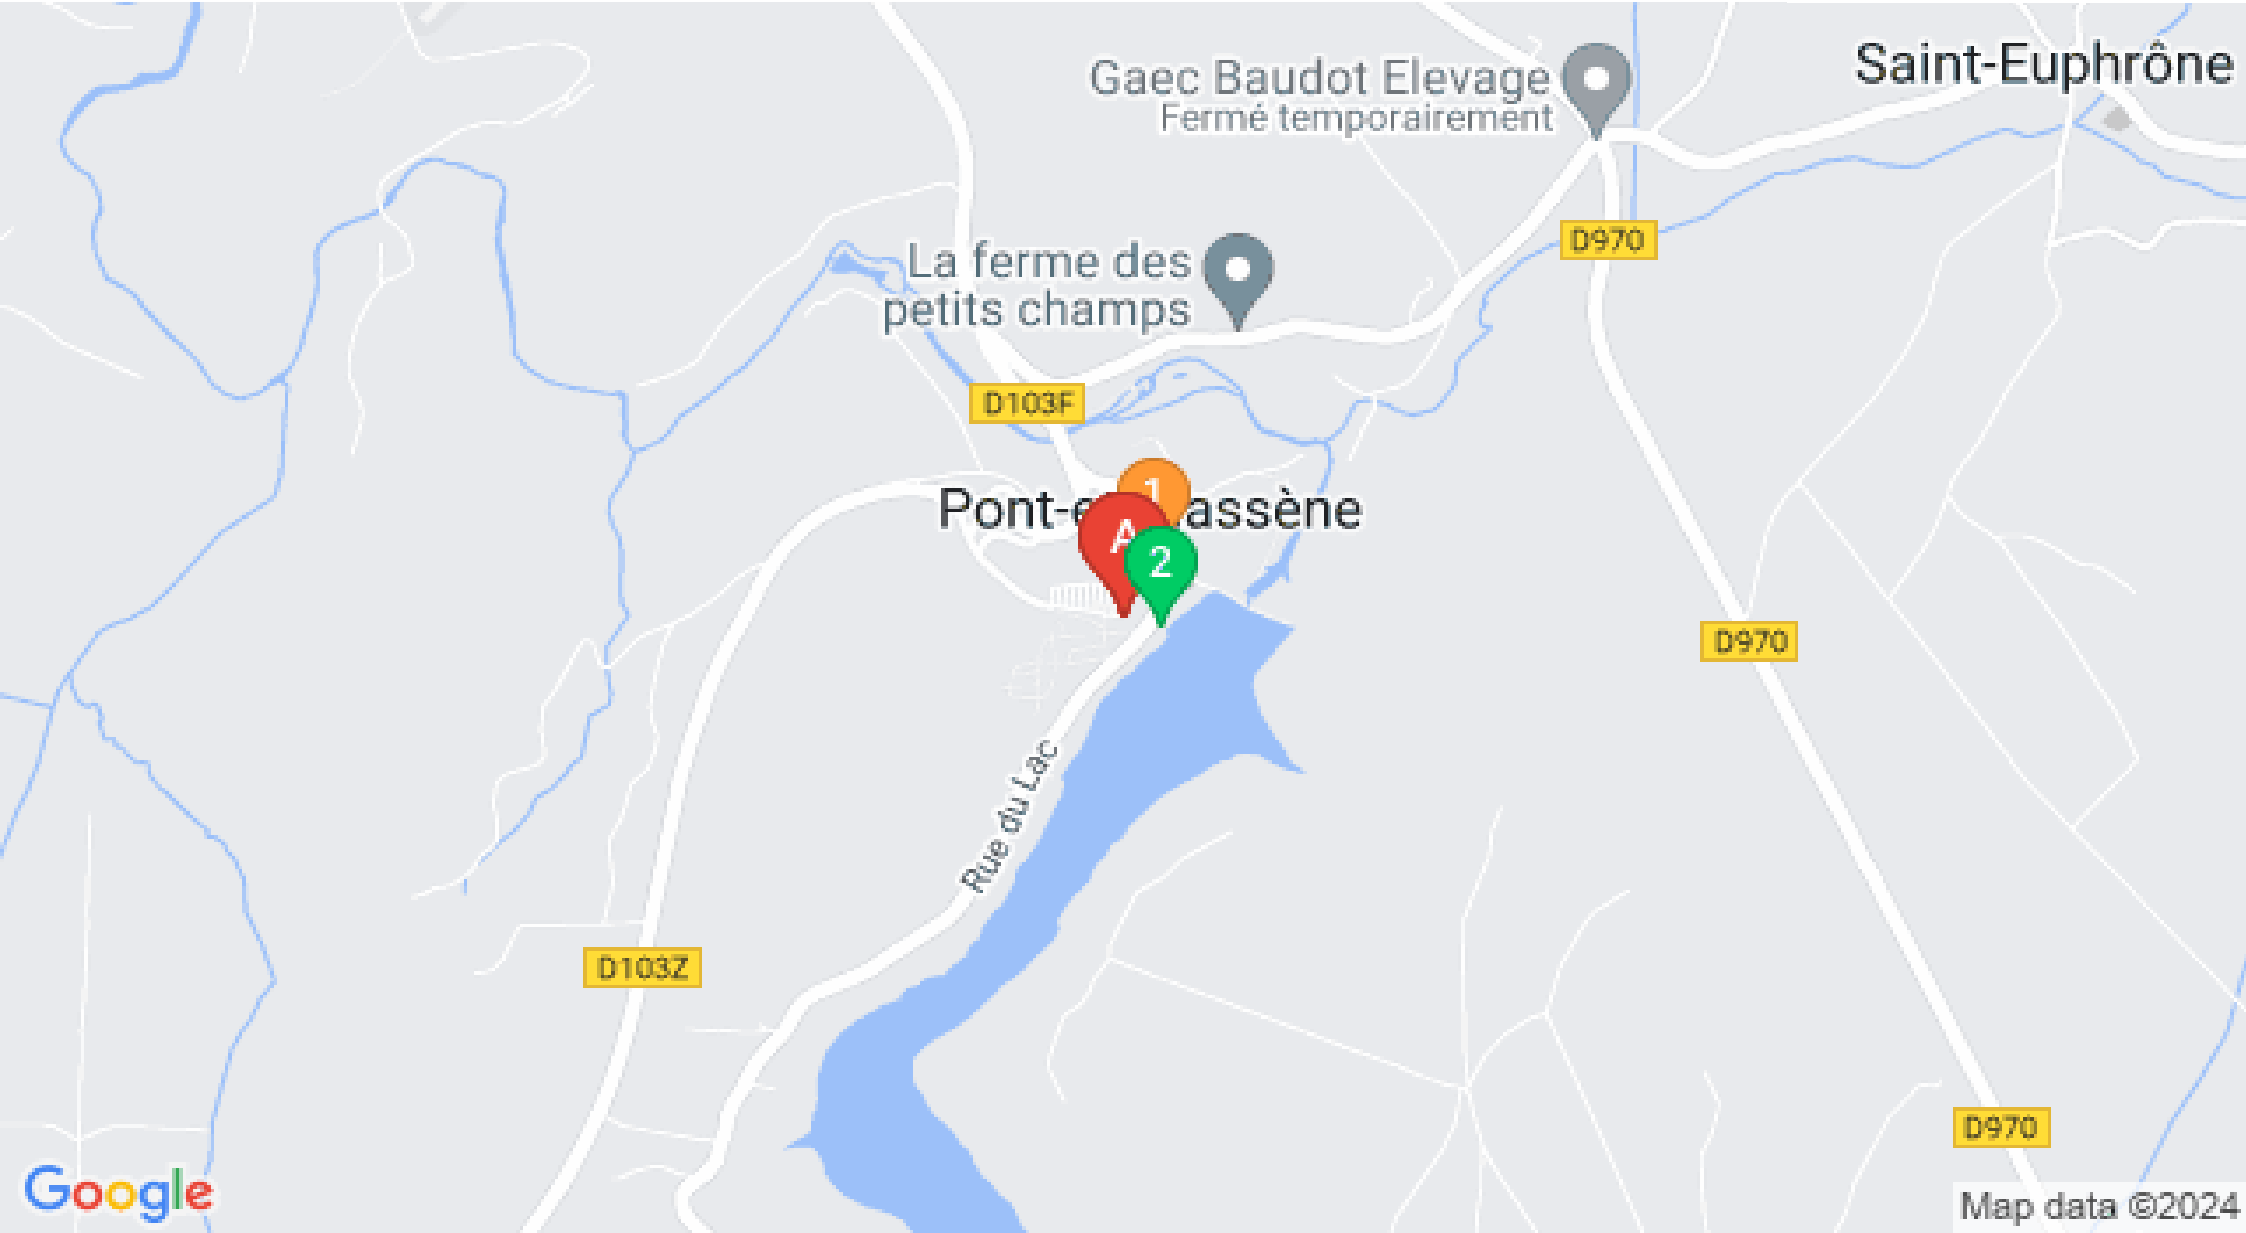 Saint-Euphrône
Gaec Baudot Elevage
Fermé temporairement
D970
La ferme des
petits champs
D103F
1
Pont-e assène
A
2
D970
Rue du Lac
D103Z
D970
Google
Map data ©2024